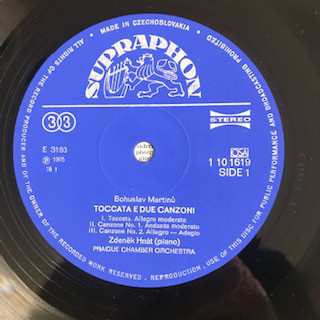 MADE IN CZECHOSLOVAKIA
ALL RIGHTS OF THE RECORD PRODUCER AND OF THE OWNER OF THE RECORDED WORK RESERVED . REPRODUCTION OF THIS RECORD FOR PUBLIC PERFORMANCE AND BROADCASTING PROHIBITED
SUPRAPHON
33
STEREO
E 3193
Ⓟ 1975
OSA
1 10 1619
SIDE 1
Bohuslav Martinů
TOCCATA E DUE CANZONI
I. Toccata. Allegro moderato
II. Canzone No. 1. Andante moderato
III. Canzone No. 2. Allegro — Adagio
Zdeněk Hnát (piano)
PRAGUE CHAMBER ORCHESTRA